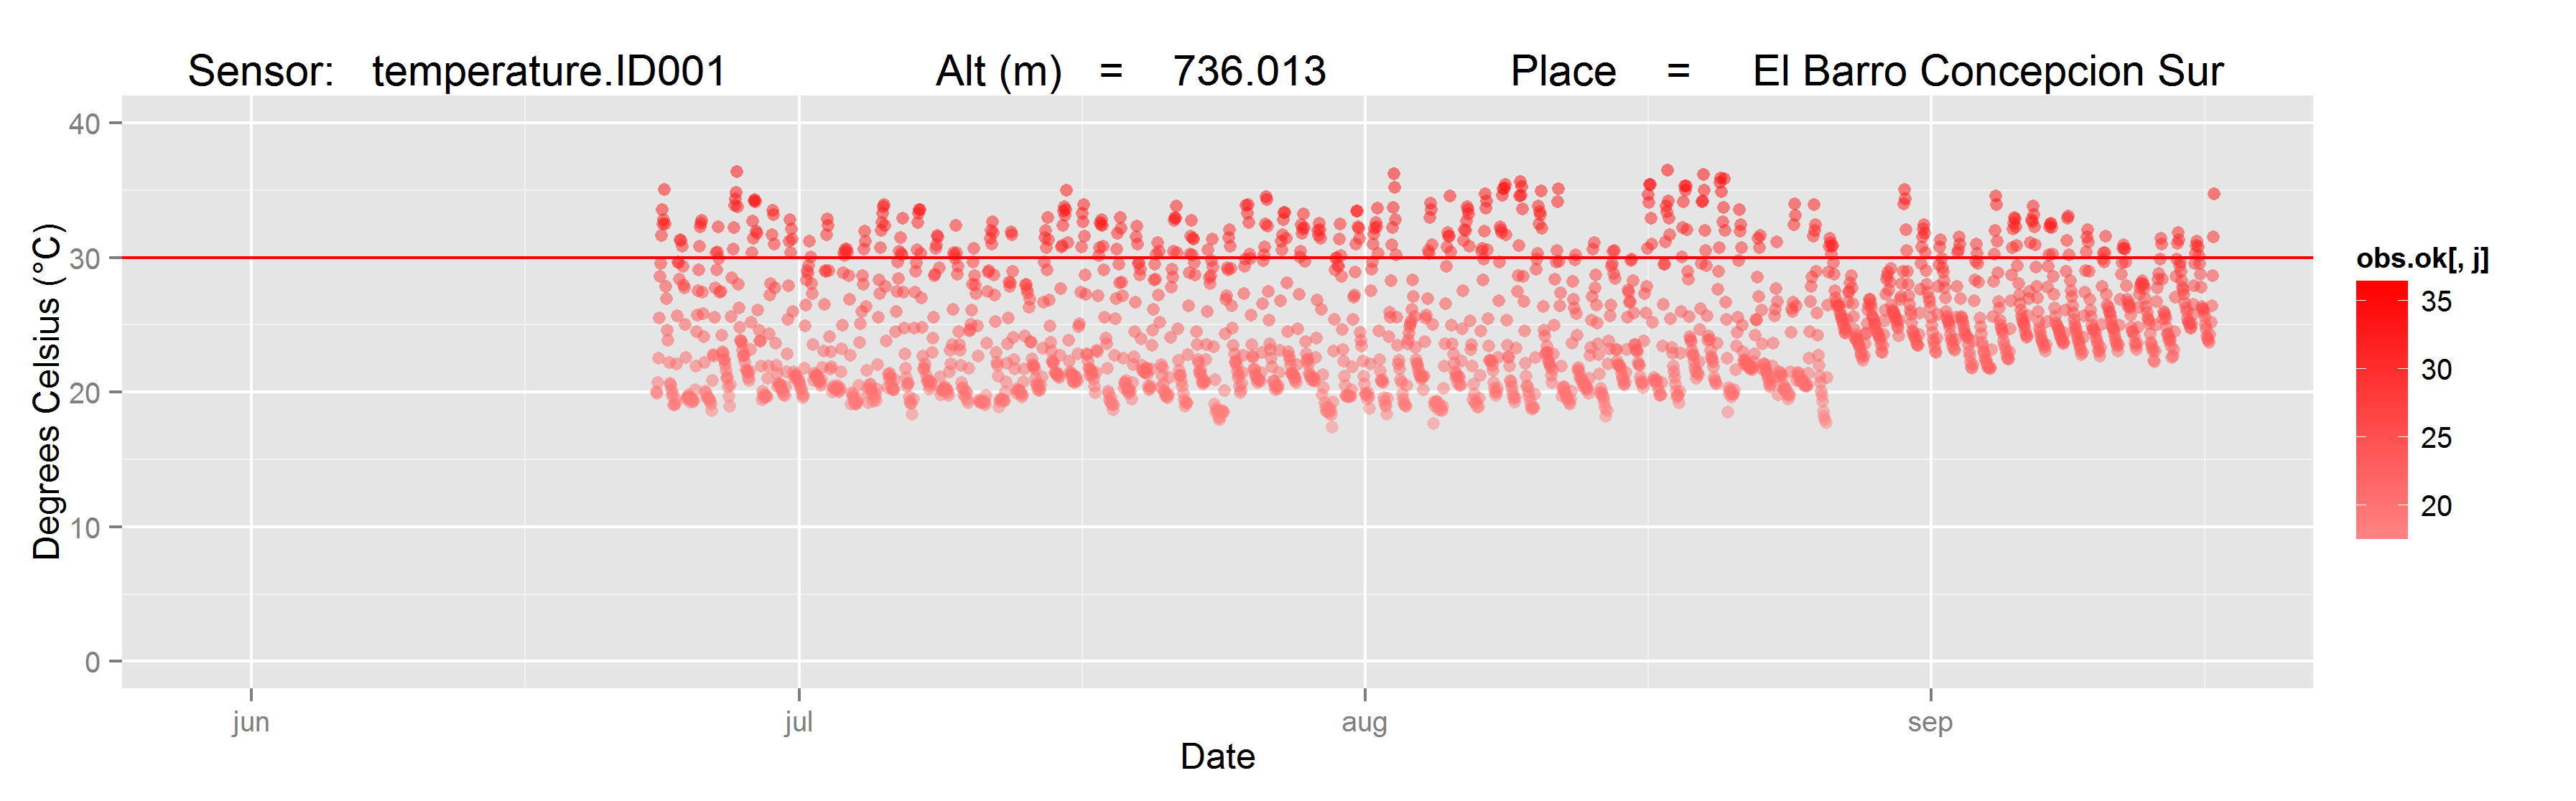 Sensor: temperature.ID001 Alt (m) = 736.013 Place = El Barro Concepcion Sur
Degrees Celsius (°C)
40
30
20
10
0
jun jul aug sep
Date
obs.ok[, j]
35
30
25
20